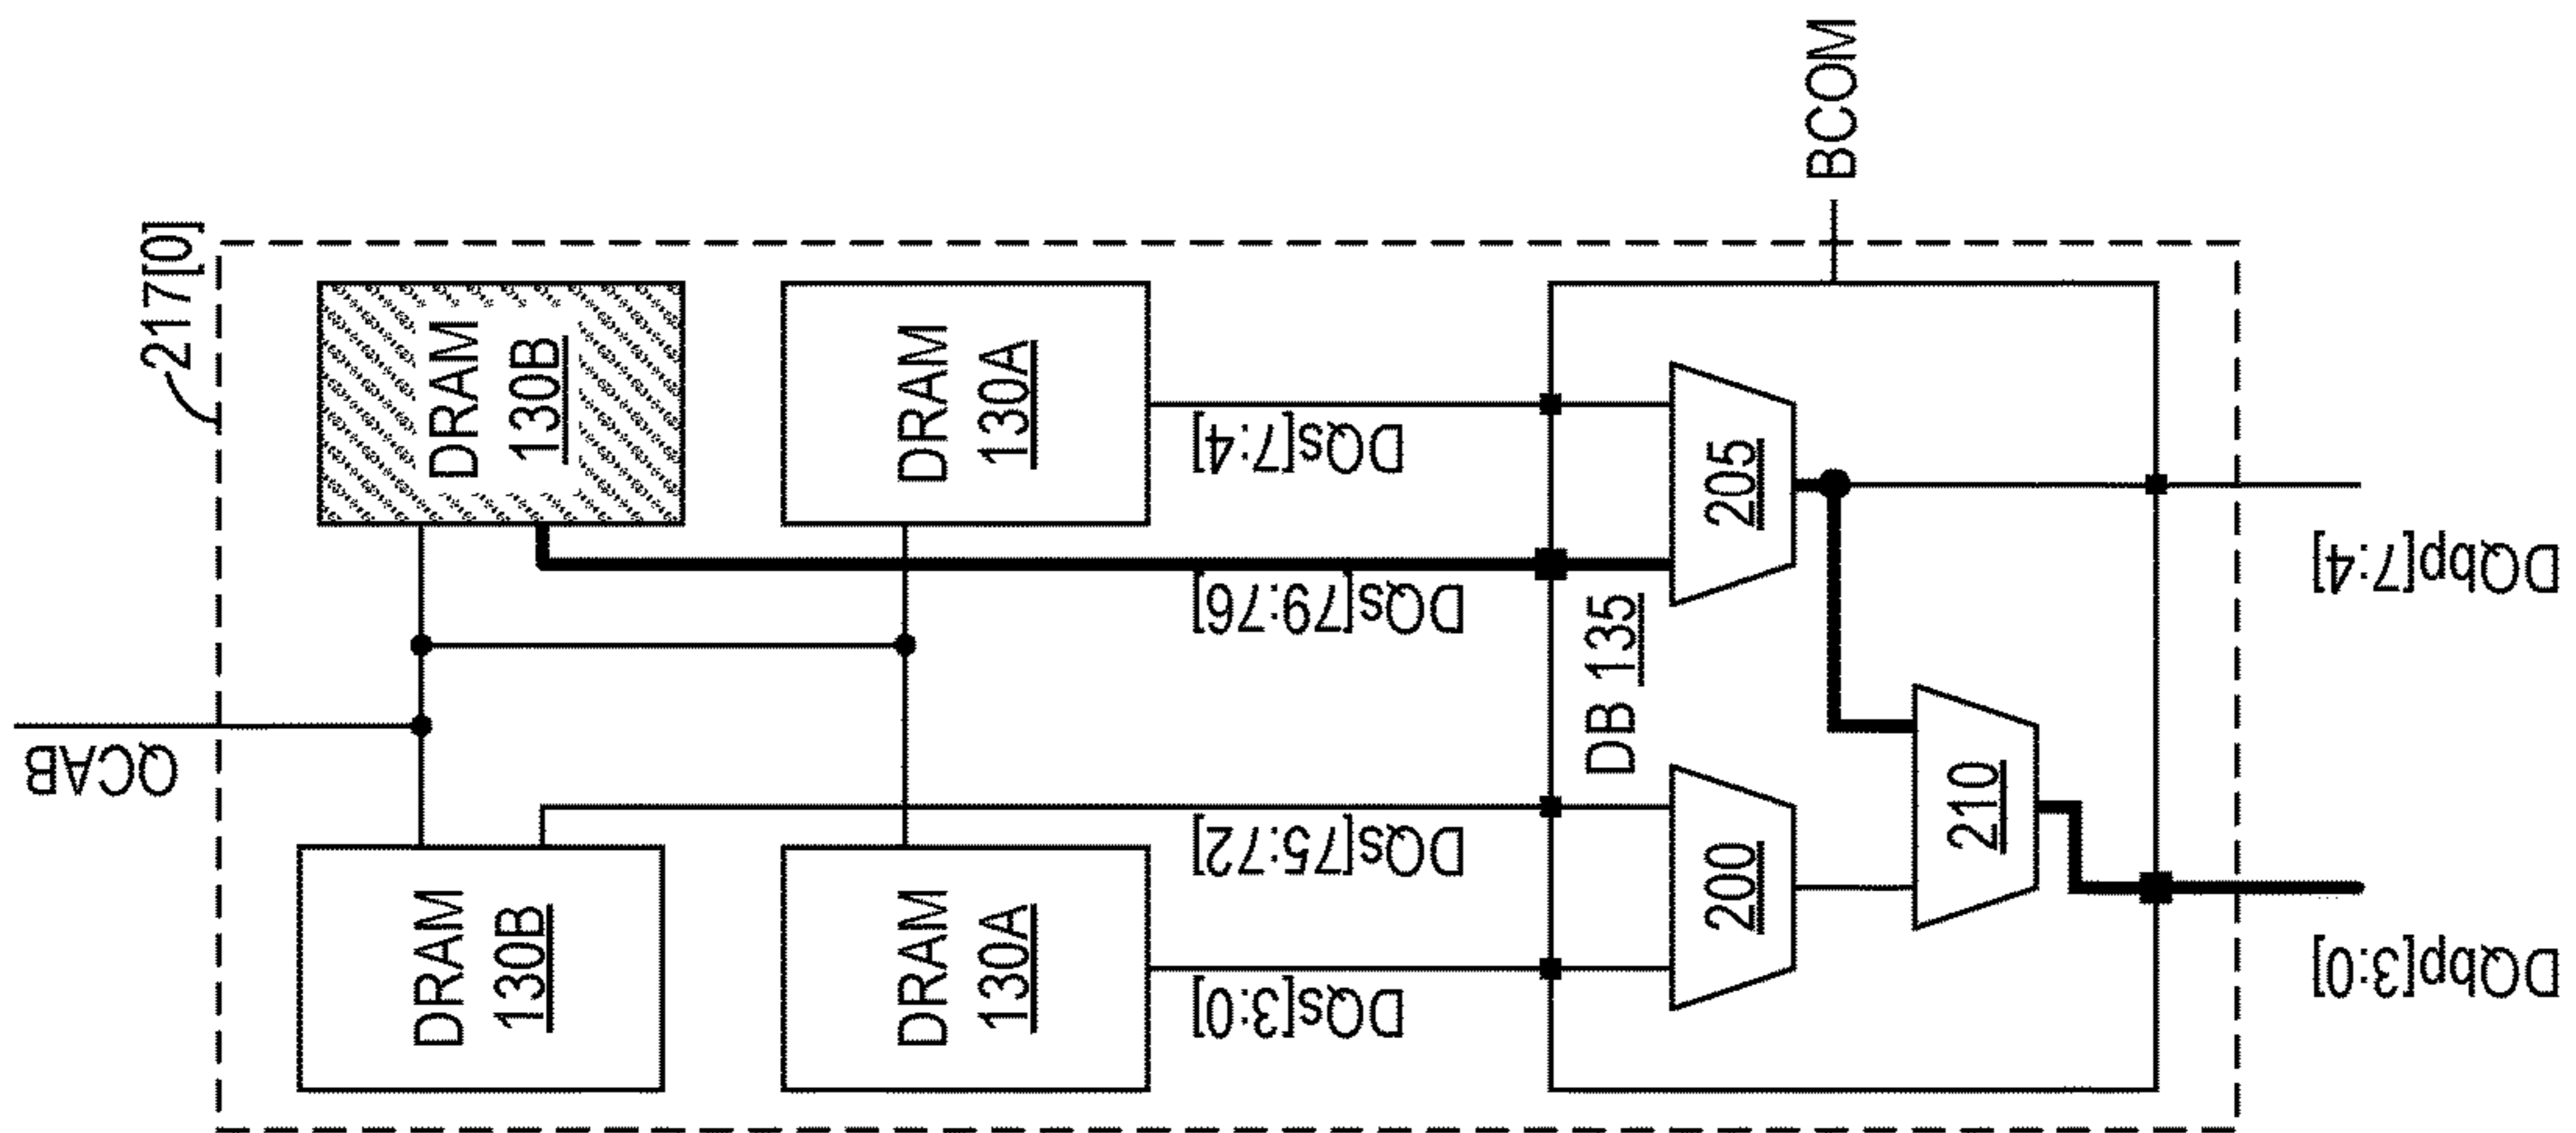 217[0]
QCAB
DRAM
130B
DRAM
130B
DRAM
130A
DRAM
130A
DQs[3:0]
DQs[75:72]
DQs[79:76]
DQs[7:4]
DB 135
200
205
210
BCOM
DQbp[3:0]
DQbp[7:4]